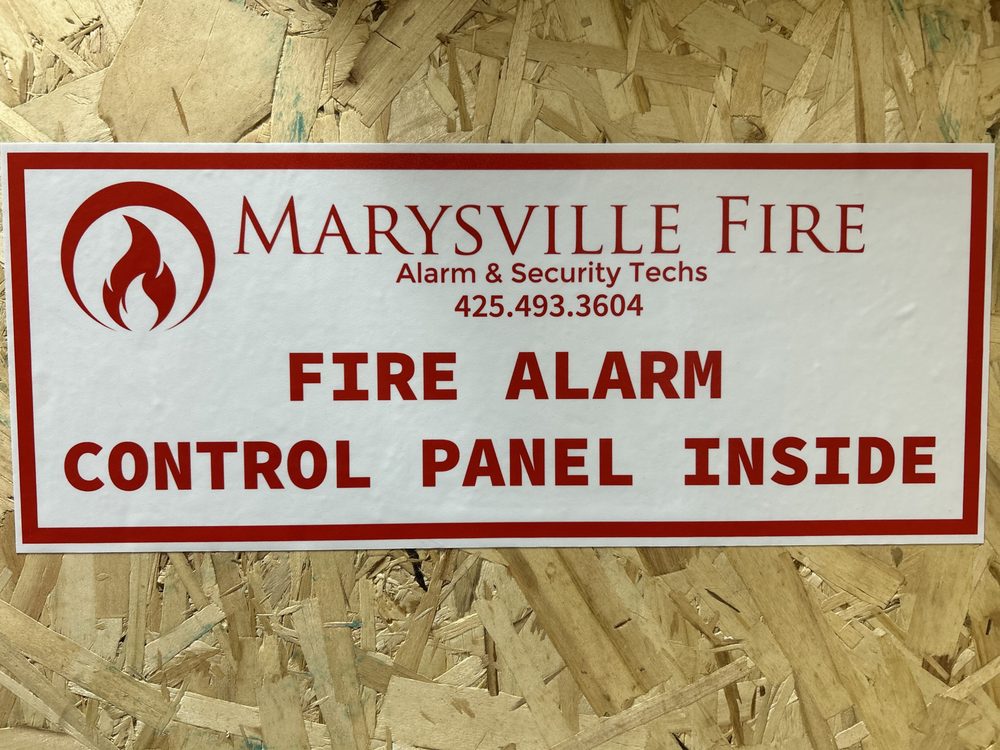 MARYSVILLE FIRE
Alarm & Security Techs
425.493.3604
FIRE ALARM
CONTROL PANEL INSIDE